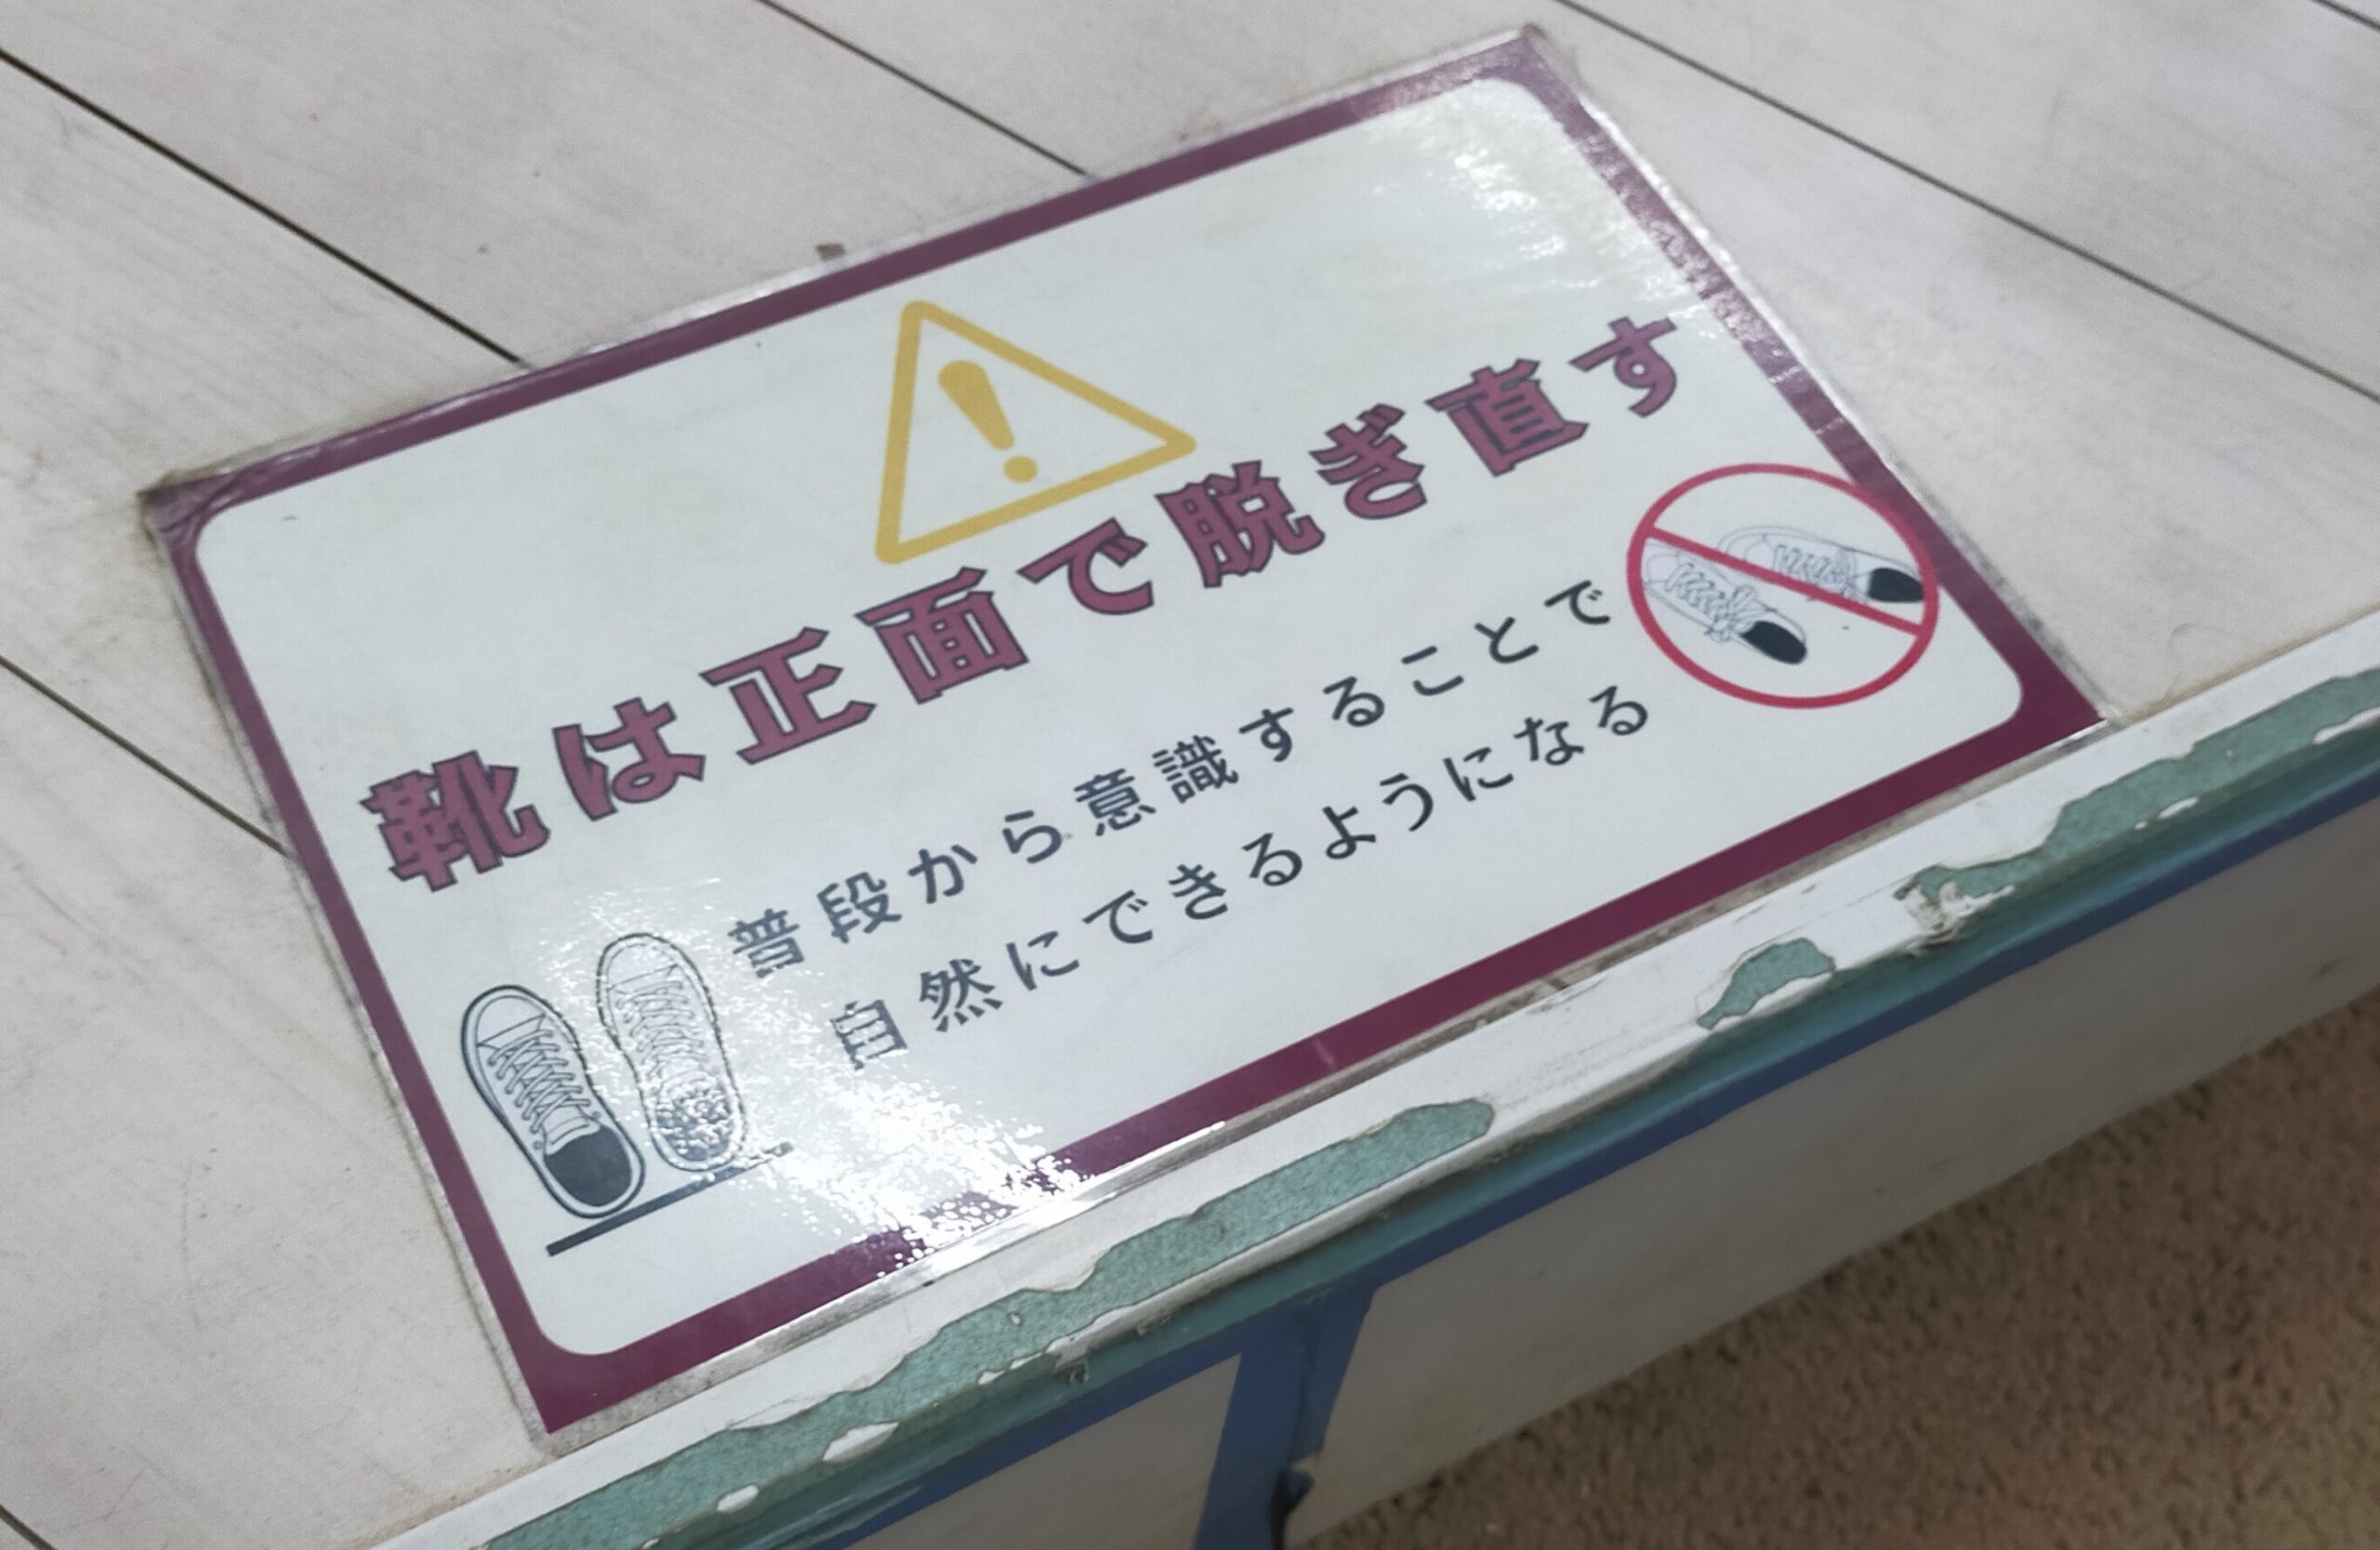 靴は正面で脱ぎ直す
普段から意識することで
自然にできるようになる